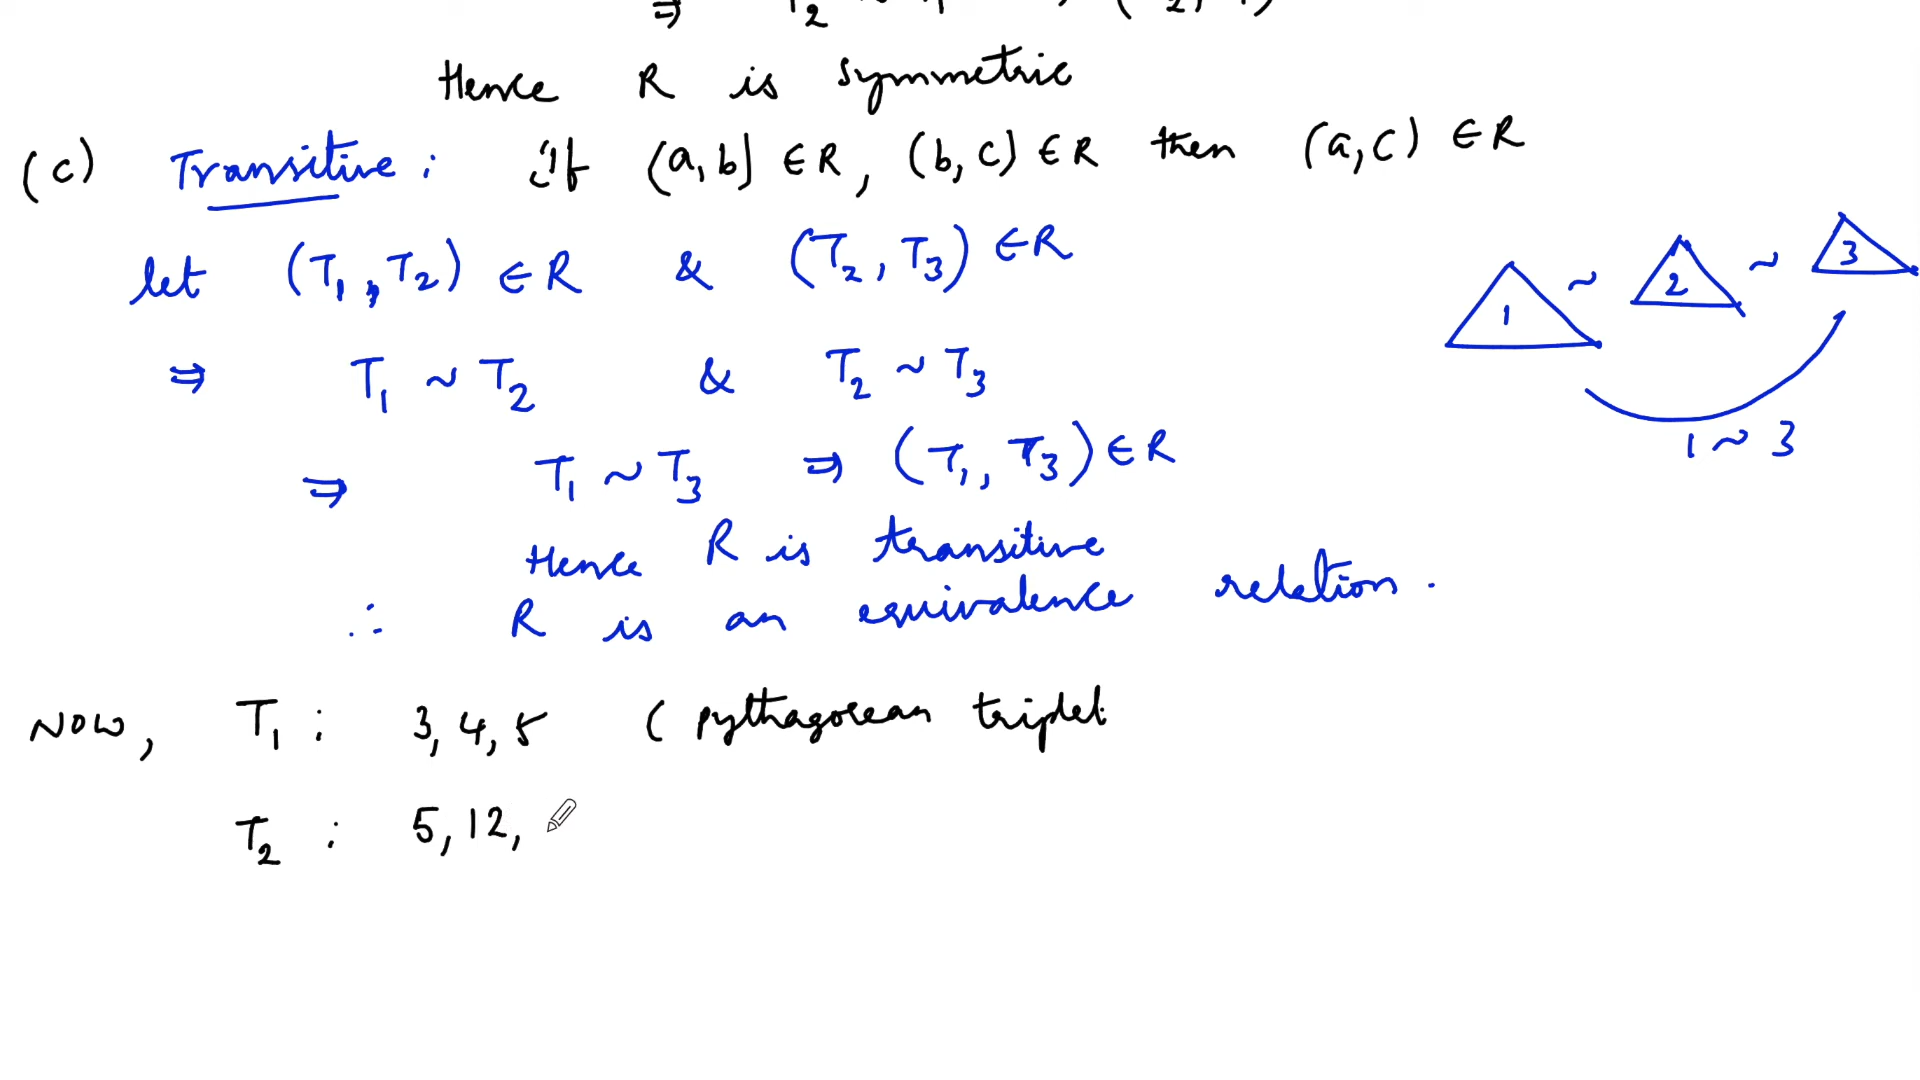 Hence R is symmetric
(c) Transitive : if (a,b] ∈ R, (b,c) ∈ R then (a,c) ∈ R
let (T₁, T₂) ∈ R & (T₂, T₃) ∈ R
⇒ T₁ ~ T₂ & T₂ ~ T₃
⇒ T₁ ~ T₃ ⇒ (T₁, T₃) ∈ R
Hence R is transitive
∴ R is an equivalence relation.
1 ~ 2 ~ 3
1 ~ 3
NOW, T₁ : 3, 4, 5 ( pythagorean triplet
T₂ : 5, 12,